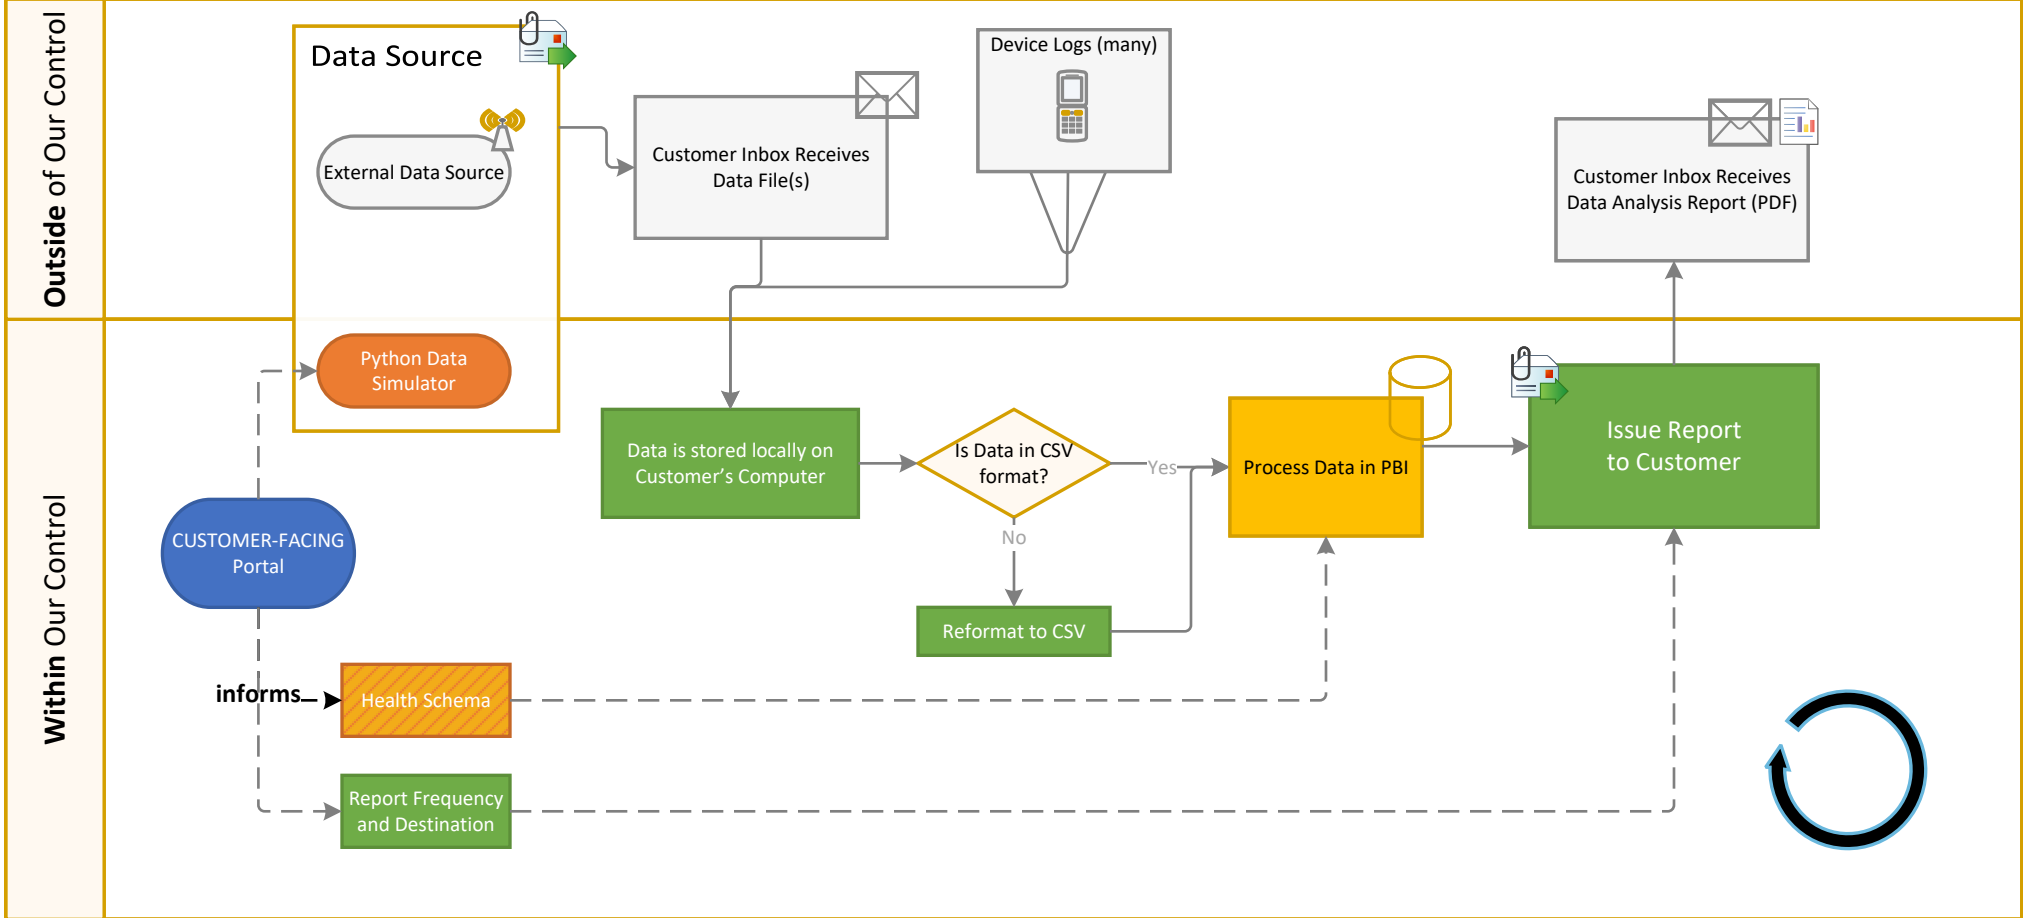 Outside of Our Control
Data Source
External Data Source
Customer Inbox Receives
Data File(s)
Device Logs (many)
Customer Inbox Receives
Data Analysis Report (PDF)
Within Our Control
Python Data
Simulator
CUSTOMER-FACING
Portal
informs
Health Schema
Report Frequency
and Destination
Data is stored locally on
Customer's Computer
Is Data in CSV
format?
Yes
No
Reformat to CSV
Process Data in PBI
Issue Report
to Customer